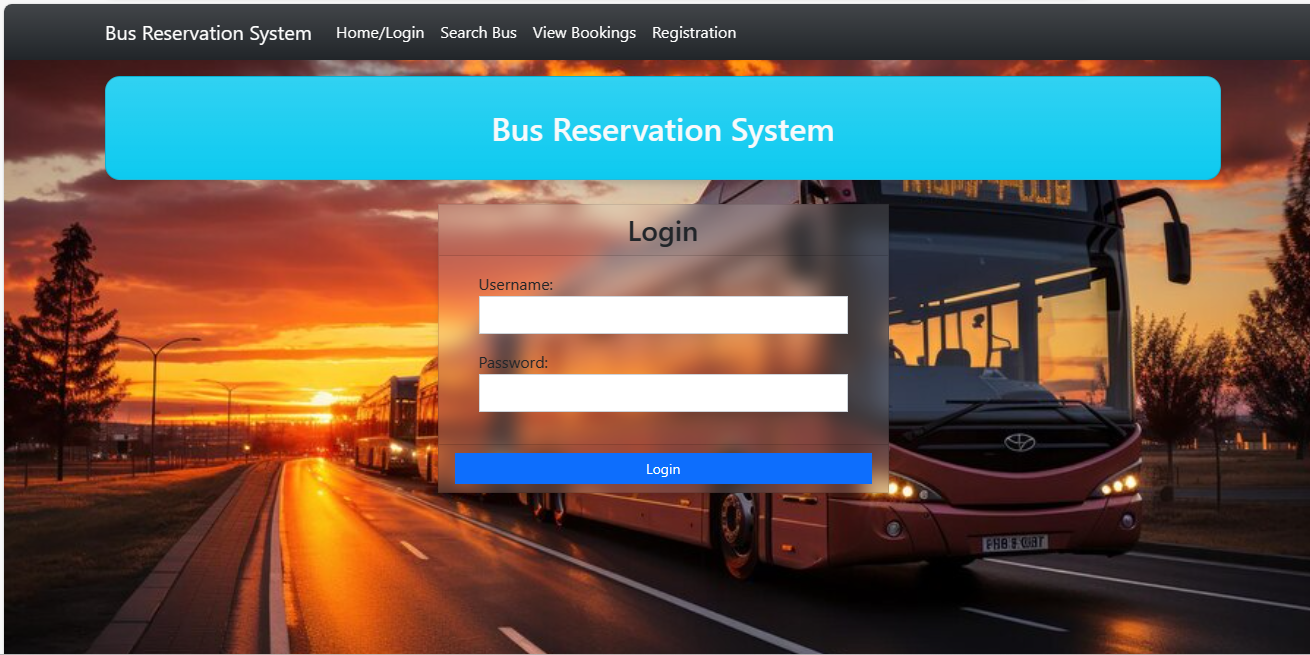 Bus Reservation System Home/Login Search Bus View Bookings Registration
Bus Reservation System
Login
Username:
Password:
Login